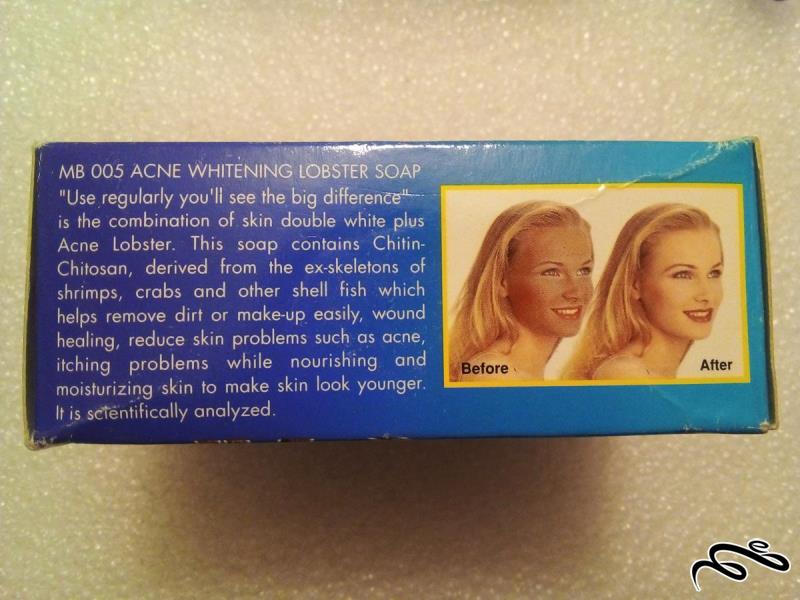 MB 005 ACNE WHITENING LOBSTER SOAP
"Use regularly you'll see the big difference"
is the combination of skin double white plus
Acne Lobster. This soap contains Chitin-
Chitosan, derived from the ex-skeletons of
shrimps, crabs and other shell fish which
helps remove dirt or make-up easily, wound
healing, reduce skin problems such as acne,
itching problems while nourishing and
moisturizing skin to make skin look younger.
It is scientifically analyzed.
Before
After